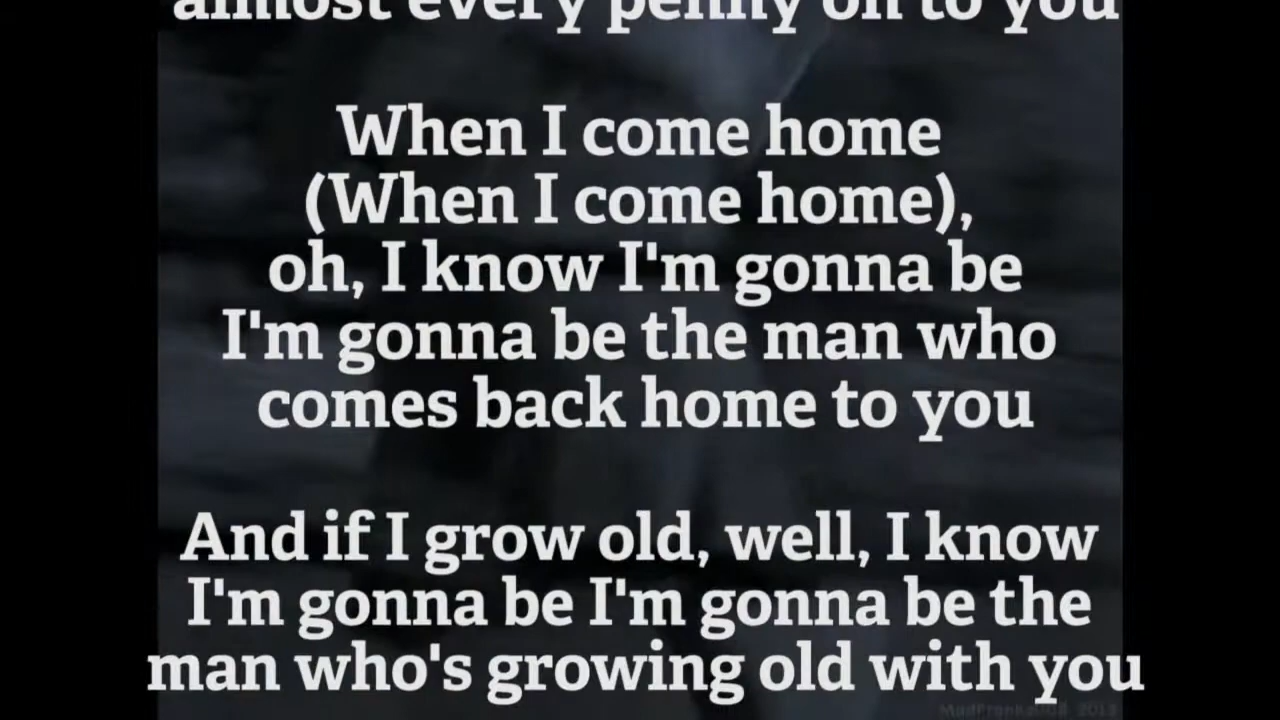 almost every penny on to you
When I come home
(When I come home),
oh, I know I'm gonna be
I'm gonna be the man who
comes back home to you
And if I grow old, well, I know
I'm gonna be I'm gonna be the
man who's growing old with you